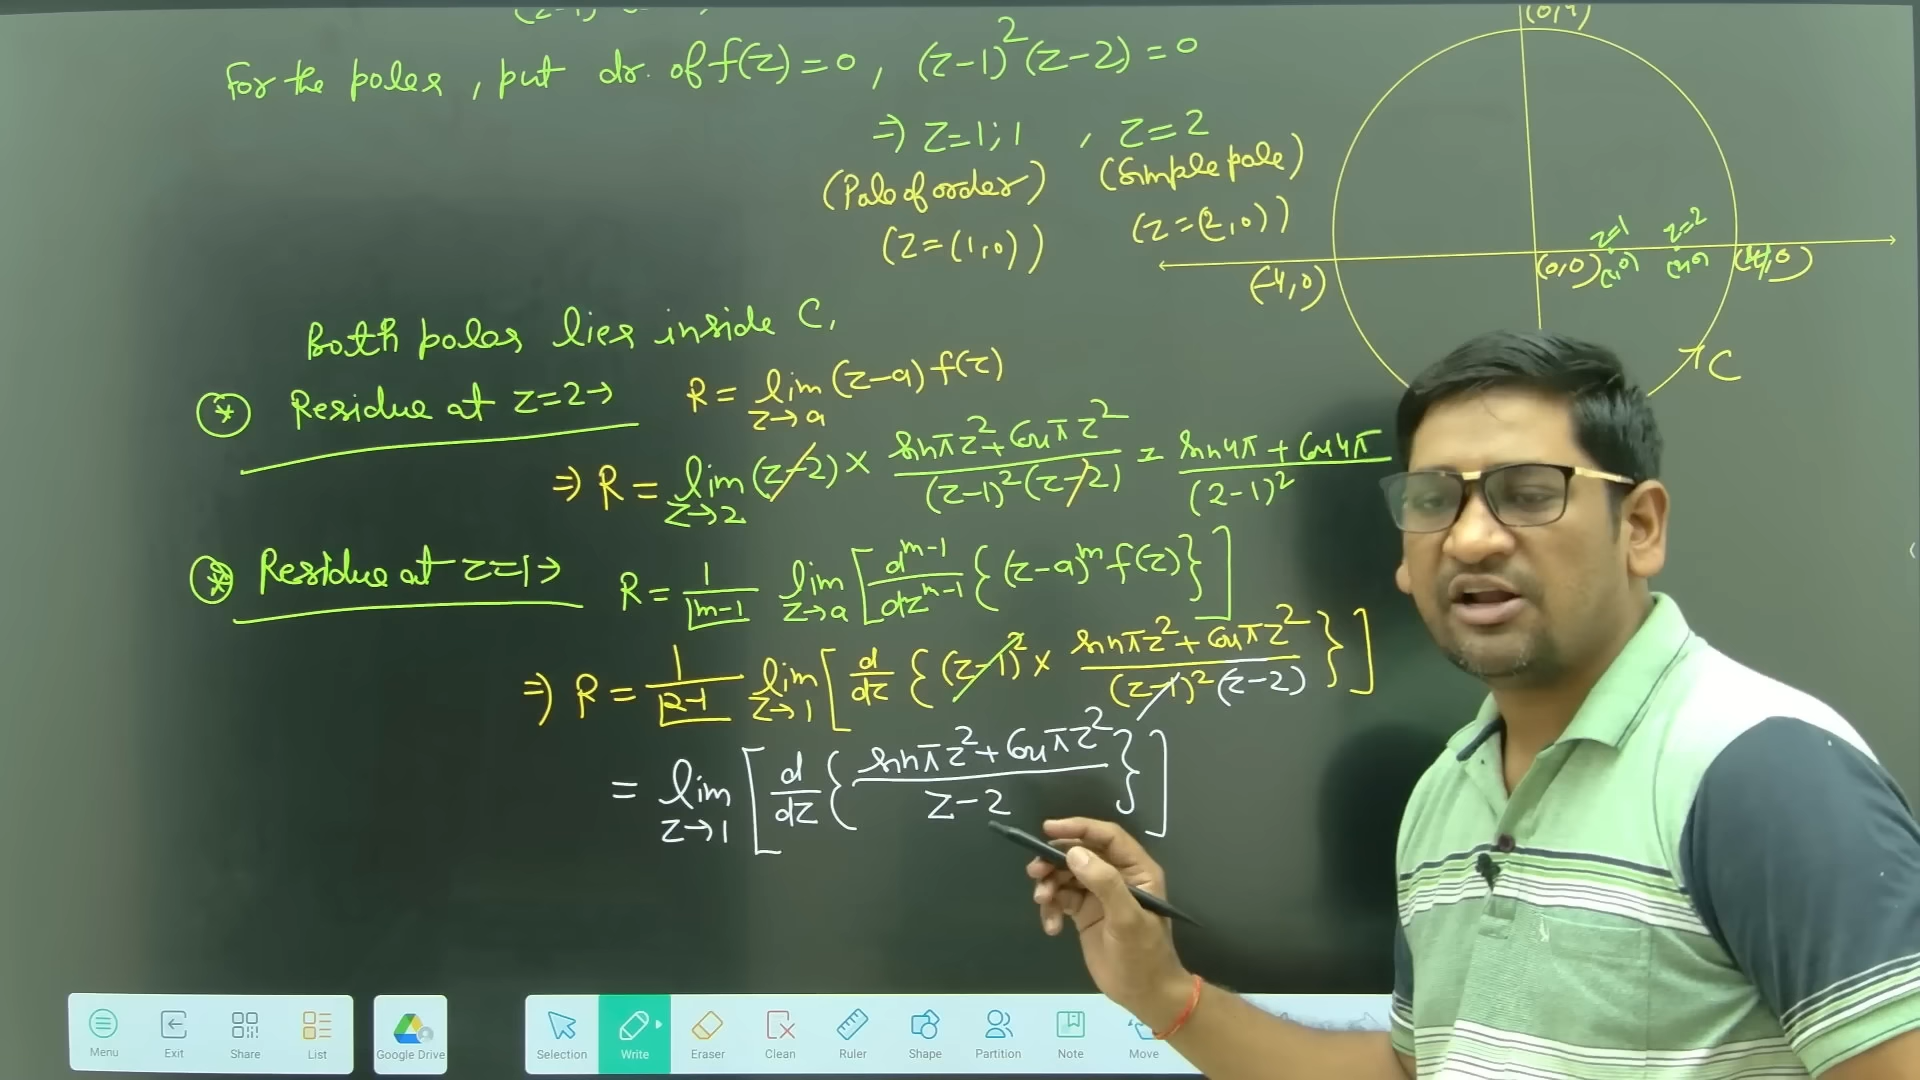 For the poles, put dr. of f(z) = 0, (z-1)²(z-2) = 0
⇒ z=1, 1 , z=2
(Pole of order) (Simple pole)
(z=(1,0)) (z=(2,0))
z=1 z=2
(-4,0) (0,0) (1,0) (2,0) (4,0)
C
Both poles lies inside C,
* Residue at z=2→ R = lim z→a (z-a) f(z)
⇒ R = lim z→2 (z-2) × (sin πz² + cos πz²)/((z-1)²(z-2)) = (sin 4π + cos 4π)/(2-1)²
* Residue at z=1→ R = 1/|m-1 lim z→a [d^(m-1)/dz^(m-1) {(z-a)^m f(z)}]
⇒ R = 1/|2-1 lim z→1 [d/dz {(z-1)² × (sin πz² + cos πz²)/((z-1)²(z-2))}]
= lim z→1 [d/dz {(sin πz² + cos πz²)/(z-2)}]
Menu Exit Share List Google Drive Selection Write Eraser Clean Ruler Shape Partition Note Move